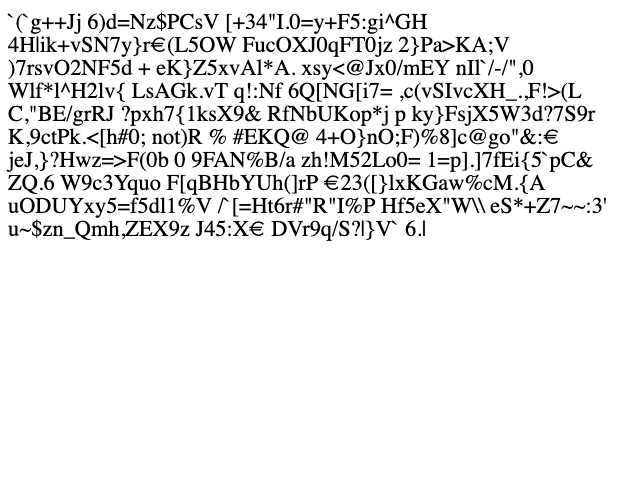 `(`g++Jj 6)d=Nz$PCsV [+34"I.0=y+F5:gi^GH
4H|ik+vSN7y}r€(L5OW FucOXJ0qFT0jz 2}Pa>KA;V
)7rsvO2NF5d + eK}Z5xvAl*A. xsy<@Jx0/mEY nIl`/-/",0
Wlf*l^H2lv{ LsAGk.vT q!:Nf 6Q[NG[i7= ,c(vSIvcXH_.,F!>(L
C,"BE/grRJ ?pxh7{1ksX9& RfNbUKop*j p ky}FsjX5W3d?7S9r
K,9ctPk.<[h#0; not)R % #EKQ@ 4+O}nO;F)%8]c@go"&:€
jeJ,}?Hwz=>F(0b 0 9FAN%B/a zh!M52Lo0= 1=p].]7fEi{5`pC&
ZQ.6 W9c3Yquo F[qBHbYUh(]rP €23([}lxKGaw%cM.{A
uODUYxy5=f5dl1%V /`[=Ht6r#"R"I%P Hf5eX"W\\ eS*+Z7~~:3'
u~$zn_Qmh,ZEX9z J45:X€ DVr9q/S?|}V` 6.|